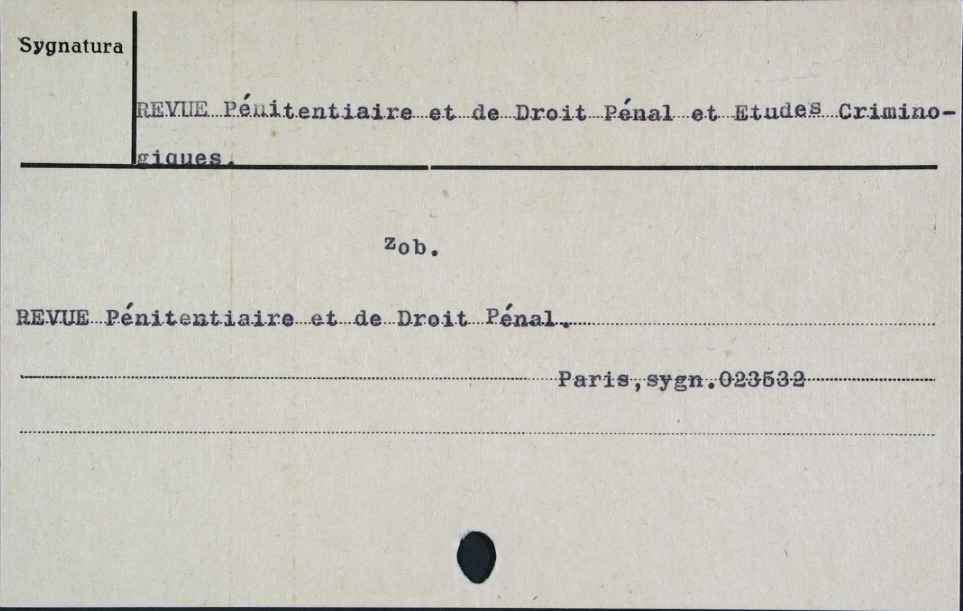 Sygnatura
REVUE Pénitentiaire et de Droit Pénal et Etudes Crimino-
giques.
zob.
REVUE Pénitentiaire et de Droit Pénal.
Paris,sygn.023532